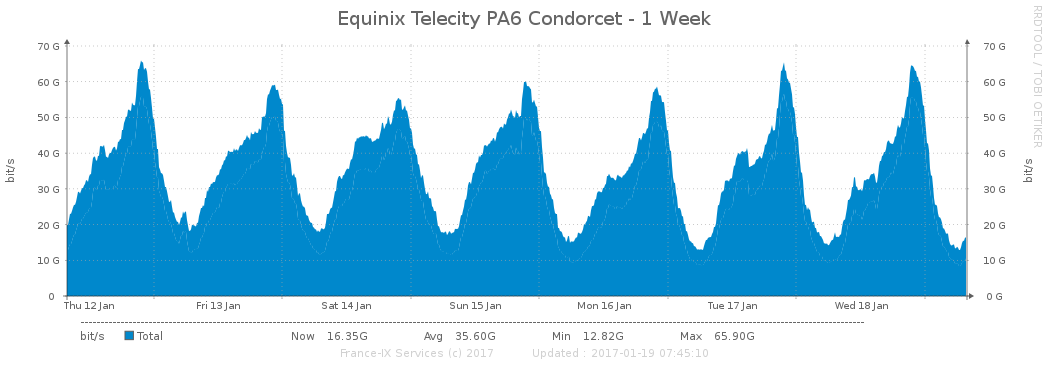 Equinix Telecity PA6 Condorcet - 1 Week
RRDTOOL / TOBI OETIKER
70 G 70 G
60 G 60 G
50 G 50 G
40 G 40 G
30 G 30 G
20 G 20 G
10 G 10 G
0 0 G
bit/s
bit/s
Thu 12 Jan Fri 13 Jan Sat 14 Jan Sun 15 Jan Mon 16 Jan Tue 17 Jan Wed 18 Jan
bit/s Total Now 16.35G Avg 35.60G Min 12.82G Max 65.90G
France-IX Services (c) 2017 Updated : 2017-01-19 07:45:10